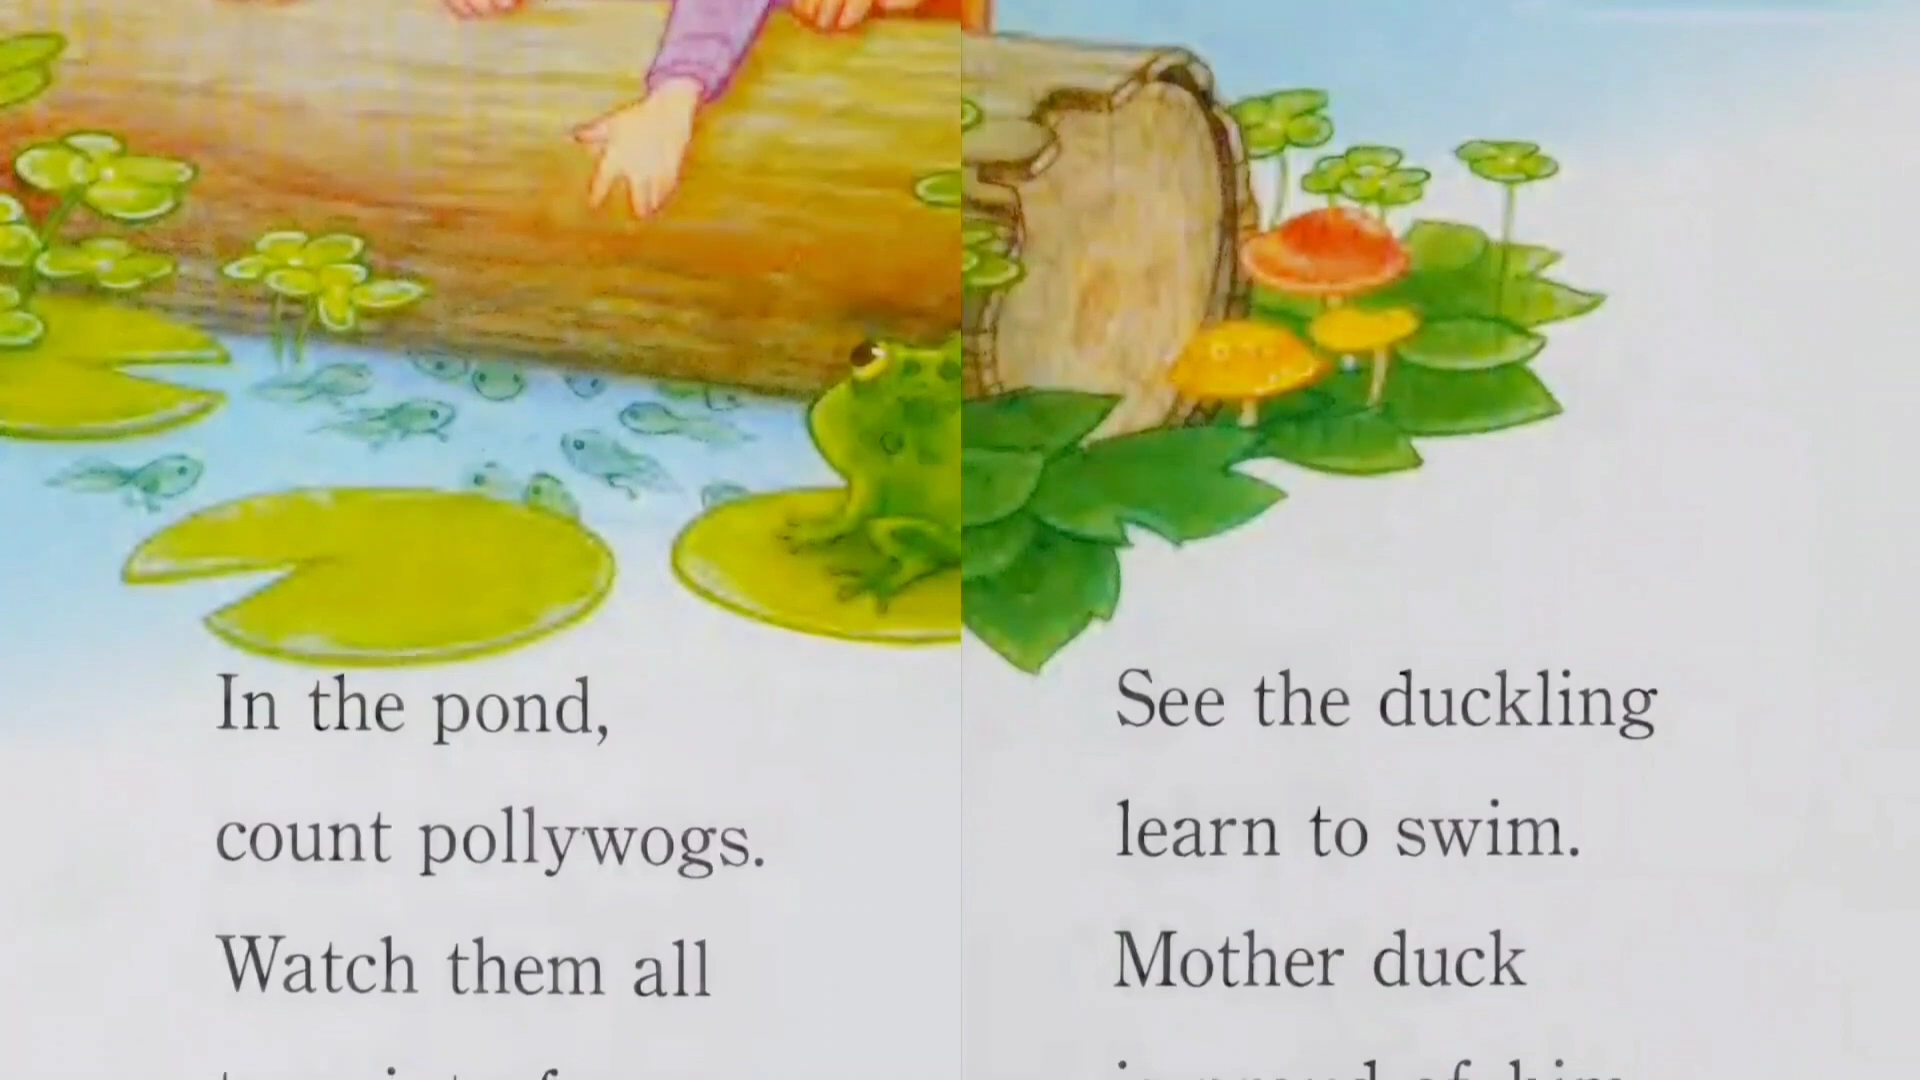 In the pond,
count pollywogs.
Watch them all
See the duckling
learn to swim.
Mother duck